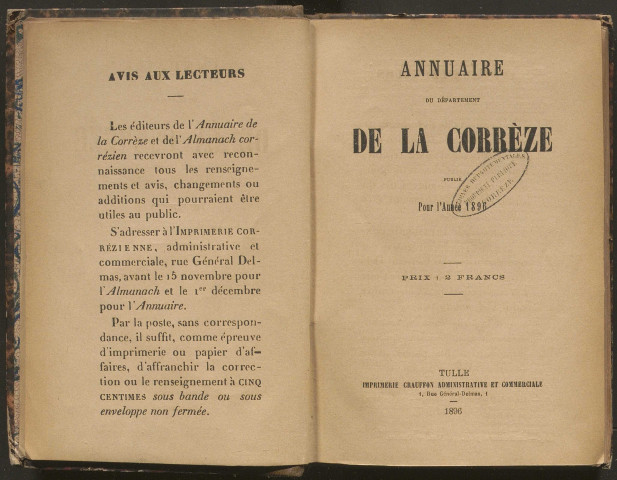 AVIS AUX LECTEURS
Les éditeurs de l'Annuaire de
la Corrèze et de l'Almanach cor-
rézien recevront avec recon-
naissance tous les renseigne-
ments et avis, changements ou
additions qui pourraient être
utiles au public.
S'adresser à l'IMPRIMERIE COR-
RÉZIENNE, administrative et
commerciale, rue Général Del-
mas, avant le 15 novembre pour
l'Almanach et le 1er décembre
pour l'Annuaire.
Par la poste, sans correspon-
dance, il suffit, comme épreuve
d'imprimerie ou papier d'af-
faires, d'affranchir la correc-
tion ou le renseignement à CINQ
CENTIMES sous bande ou sous
enveloppe non fermée.
ANNUAIRE
DU DÉPARTEMENT
DE LA CORRÈZE
PUBLIÉ
Pour l'Année 1896
DÉPARTEMENTALES
CORRÈZE
PRIX : 2 FRANCS
TULLE
IMPRIMERIE CRAUFFON ADMINISTRATIVE ET COMMERCIALE
1, Rue Général-Delmas, 1
1896